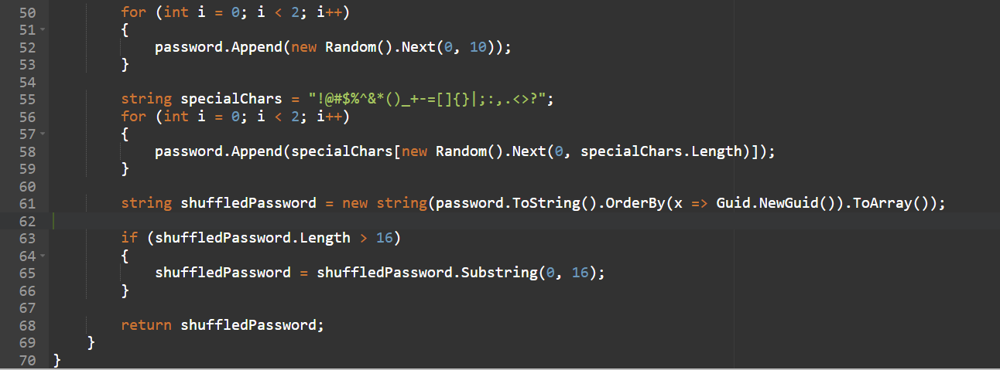 50 for (int i = 0; i < 2; i++)
51 {
52 password.Append(new Random().Next(0, 10));
53 }
54
55 string specialChars = "!@#$%^&*()_+-=[]{}|;:,.<>?";
56 for (int i = 0; i < 2; i++)
57 {
58 password.Append(specialChars[new Random().Next(0, specialChars.Length)]);
59 }
60
61 string shuffledPassword = new string(password.ToString().OrderBy(x => Guid.NewGuid()).ToArray());
62
63 if (shuffledPassword.Length > 16)
64 {
65 shuffledPassword = shuffledPassword.Substring(0, 16);
66 }
67
68 return shuffledPassword;
69 }
70 }